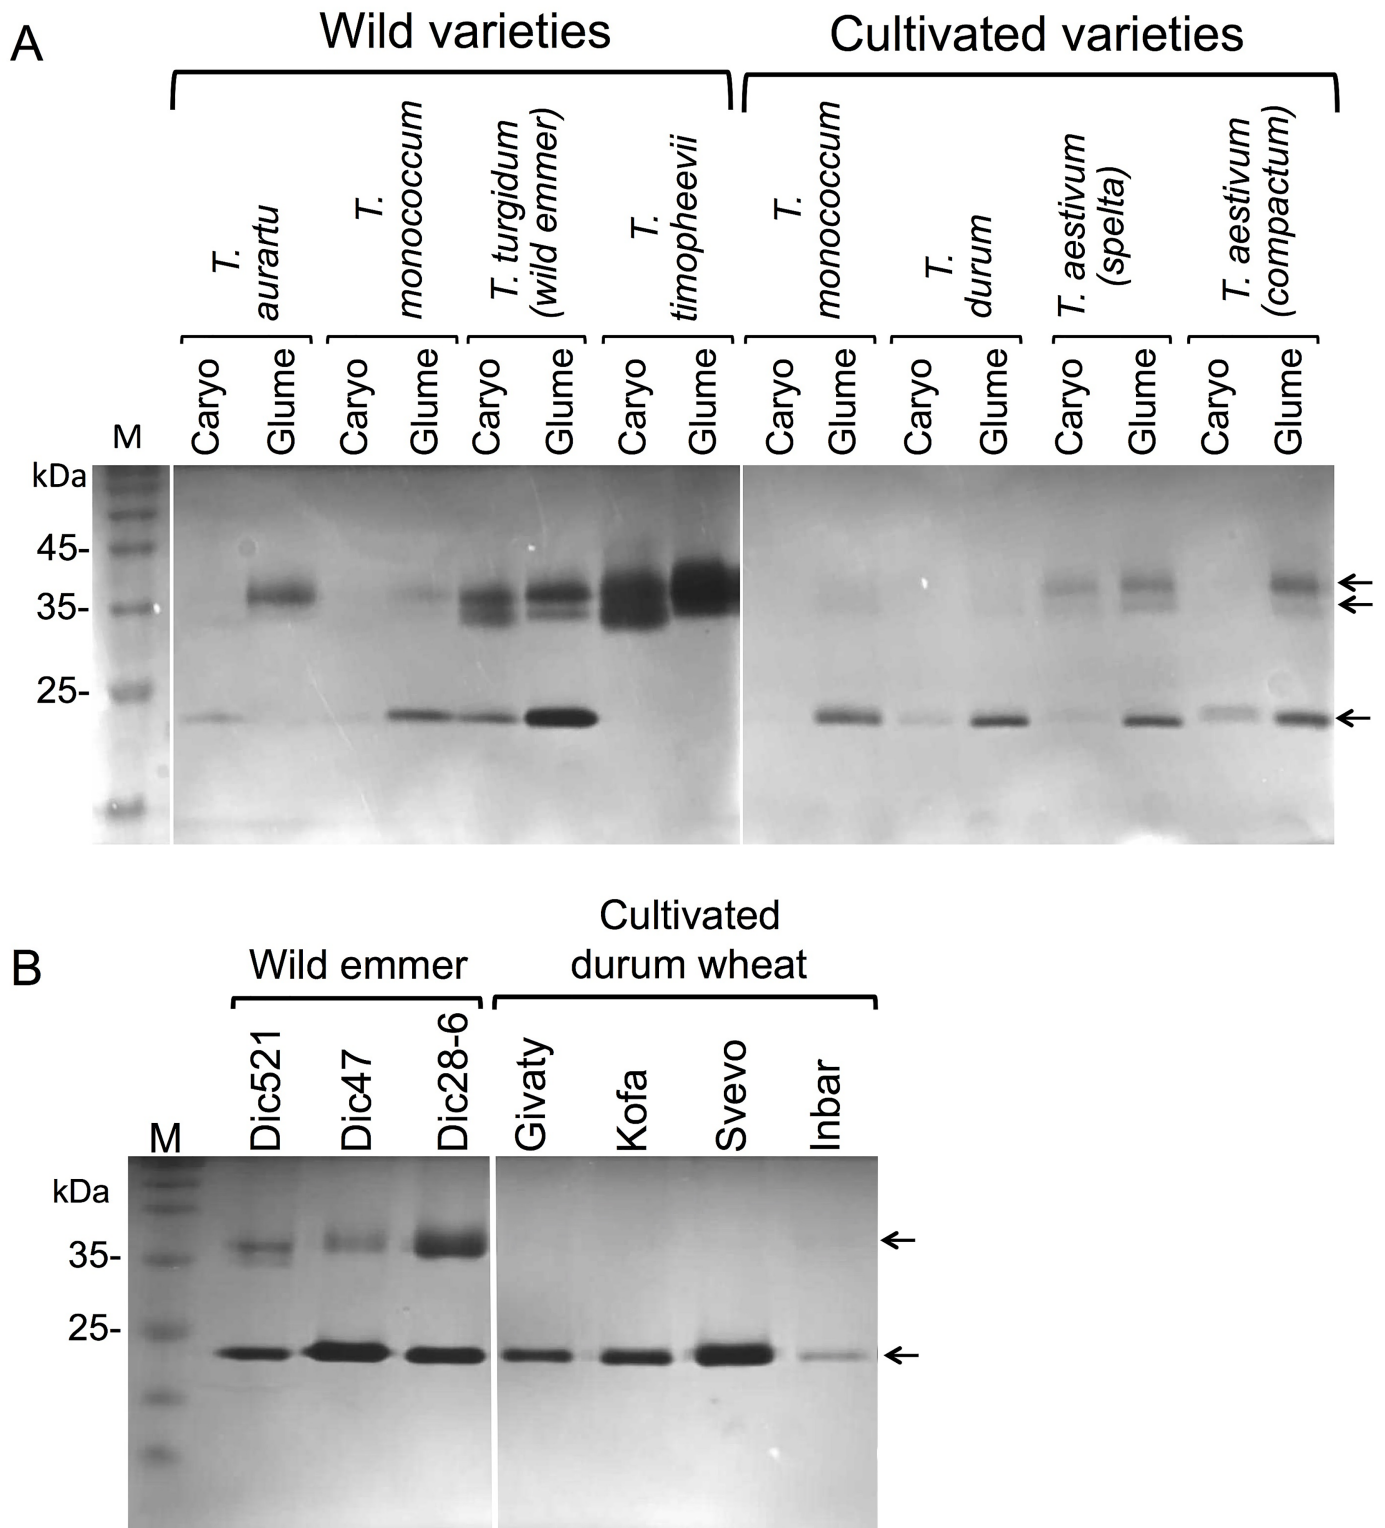 A
Wild varieties
Cultivated varieties
T.
aurartu
T.
monococcum
T. turgidum
(wild emmer)
T.
timopheevii
T.
monococcum
T.
durum
T. aestivum
(spelta)
T. aestivum
(compactum)
M
Caryo
Glume
Caryo
Glume
Caryo
Glume
Caryo
Glume
Caryo
Glume
Caryo
Glume
Caryo
Glume
Caryo
Glume
kDa
45-
35-
25-
B
Wild emmer
Cultivated
durum wheat
M
Dic521
Dic47
Dic28-6
Givaty
Kofa
Svevo
Inbar
kDa
35-
25-